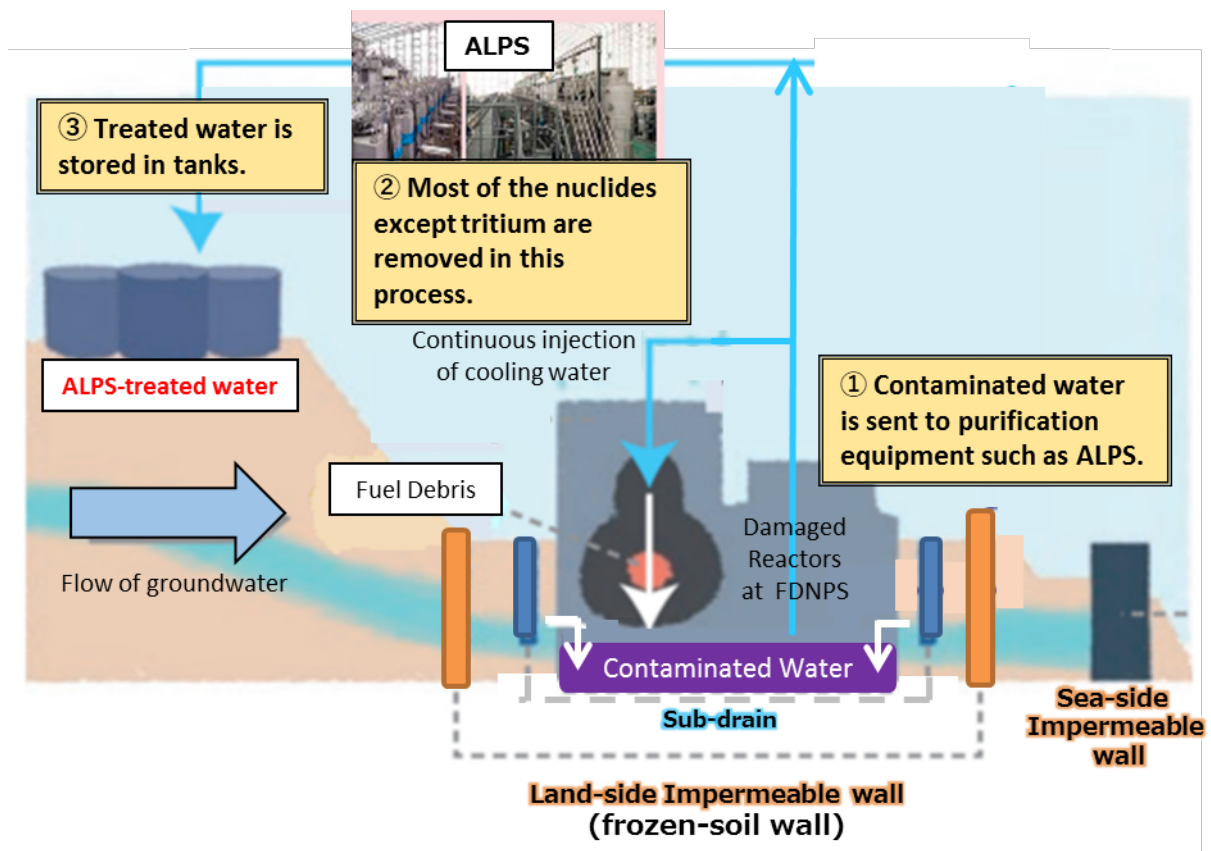 ALPS
③ Treated water is
stored in tanks.
② Most of the nuclides
except tritium are
removed in this
process.
Continuous injection
of cooling water
ALPS-treated water
① Contaminated water
is sent to purification
equipment such as ALPS.
Fuel Debris
Flow of groundwater
Damaged
Reactors
at FDNPS
Contaminated Water
Sub-drain
Sea-side
Impermeable
wall
Land-side Impermeable wall
(frozen-soil wall)